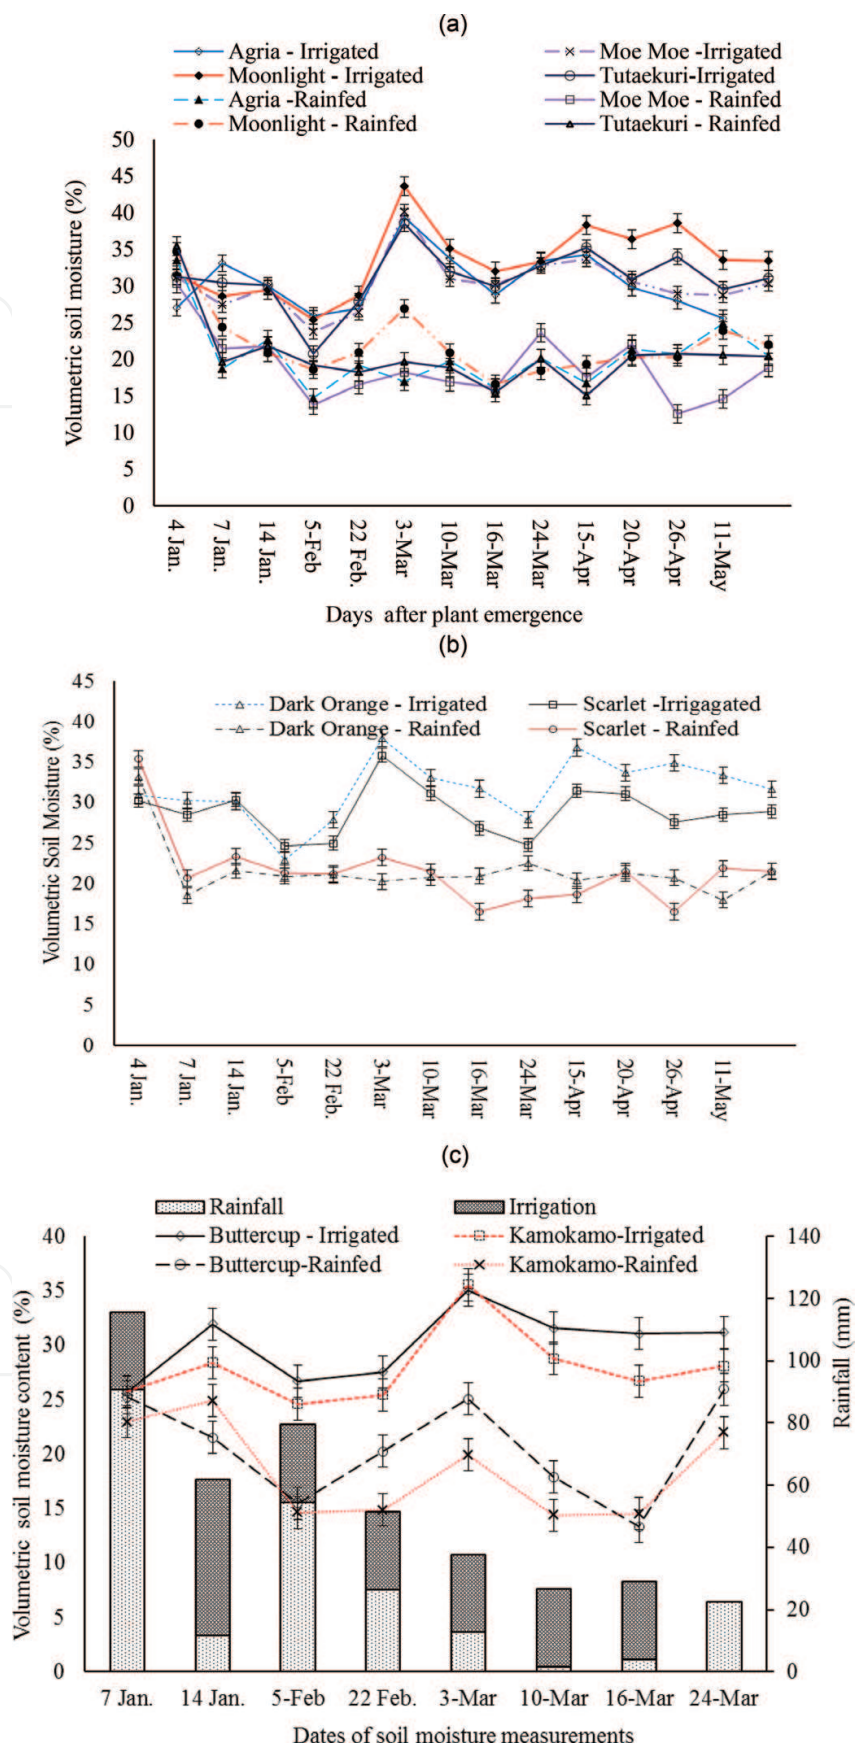 (a)
Agria - Irrigated
Moe Moe -Irrigated
Moonlight - Irrigated
Tutaekuri-Irrigated
Agria -Rainfed
Moe Moe - Rainfed
Moonlight - Rainfed
Tutaekuri - Rainfed
Volumetric soil moisture (%)
50
45
40
35
30
25
20
15
10
5
0
4 Jan.
7 Jan.
14 Jan.
5-Feb
22 Feb.
3-Mar
10-Mar
16-Mar
24-Mar
15-Apr
20-Apr
26-Apr
11-May
Days after plant emergence
(b)
Dark Orange - Irrigated
Scarlet -Irrigagated
Dark Orange - Rainfed
Scarlet - Rainfed
Volumetric Soil Moisture (%)
45
40
35
30
25
20
15
10
5
0
4 Jan.
7 Jan.
14 Jan.
5-Feb
22 Feb.
3-Mar
10-Mar
16-Mar
24-Mar
15-Apr
20-Apr
26-Apr
11-May
(c)
Rainfall
Irrigation
Buttercup - Irrigated
Kamokamo-Irrigated
Buttercup-Rainfed
Kamokamo-Rainfed
Volumetric soil moisture content (%)
40
35
30
25
20
15
10
5
0
140
120
100
80
60
40
20
0
Rainfall (mm)
7 Jan.
14 Jan.
5-Feb
22 Feb.
3-Mar
10-Mar
16-Mar
24-Mar
Dates of soil moisture measurements